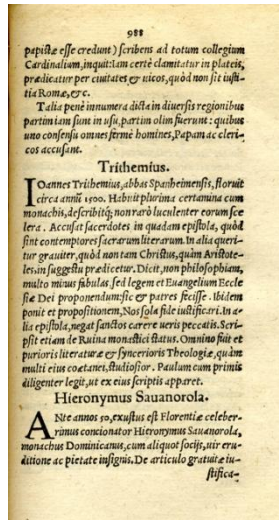 988
papistæ esse credunt) scribens ad totum collegium
Cardinalium, inquit: Iam certè clamitatur in plateis,
prædicatur per ciuitates & uicos, quòd non sit iusti-
tia Romæ, &c.
Talia penè innumera dicta in diuersis regionibus
partim iam sunt in usu, partim olim fuerunt: quibus
uno consensu omnes fermè homines, Papam ac cleri-
cos accusant.
Trithemius.
IOannes Tritthemius, abbas Spanheimensis, floruit
circa annū 1500. Habuit plurima certamina cum
monachis, describitq́; non rarò luculenter eorum sce
lera. Accusat sacerdotes in quadam epistola, quòd
sint contemptores sacrarum literarum. In alia queri-
tur grauiter, quòd non tam Christus, quàm Aristote-
les, in suggestu prædicetur. Dicit, non philosophiam,
multo minus fabulas, sed legem et Euangelium Eccle
siæ Dei proponendum: sic & patres fecisse. Ibidem
ponit et propositionem, Nos sola fide iustificari. In a-
lia epistola, negat sanctos carere ueris peccatis. Scri-
psit etiam de Ruina monastici status. Omnino fuit et
purioris literaturæ & syncerioris Theologiæ, quàm
multi eius coætanei, studiosior. Paulum cum primis
diligenter legit, ut ex eius scriptis apparet.
Hieronymus Sauanorola.
ANte annos 50, exustus est Florentiæ celeber-
rimus concionator Hieronymus Sauanorola,
monachus Dominicanus, cum aliquot socijs, uir eru-
ditione ac pietate insignis. De articulo gratuitæ iu-
stifica-